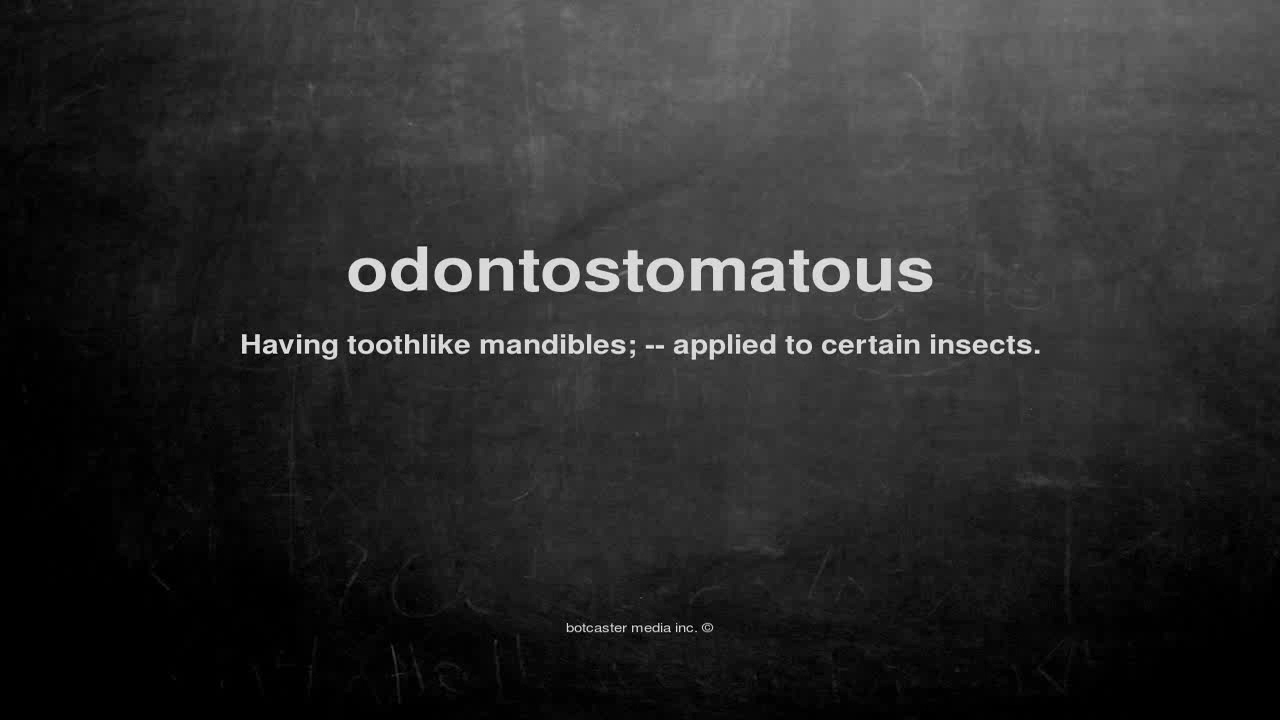 odontostomatous
Having toothlike mandibles; -- applied to certain insects.
botcaster media inc. ©